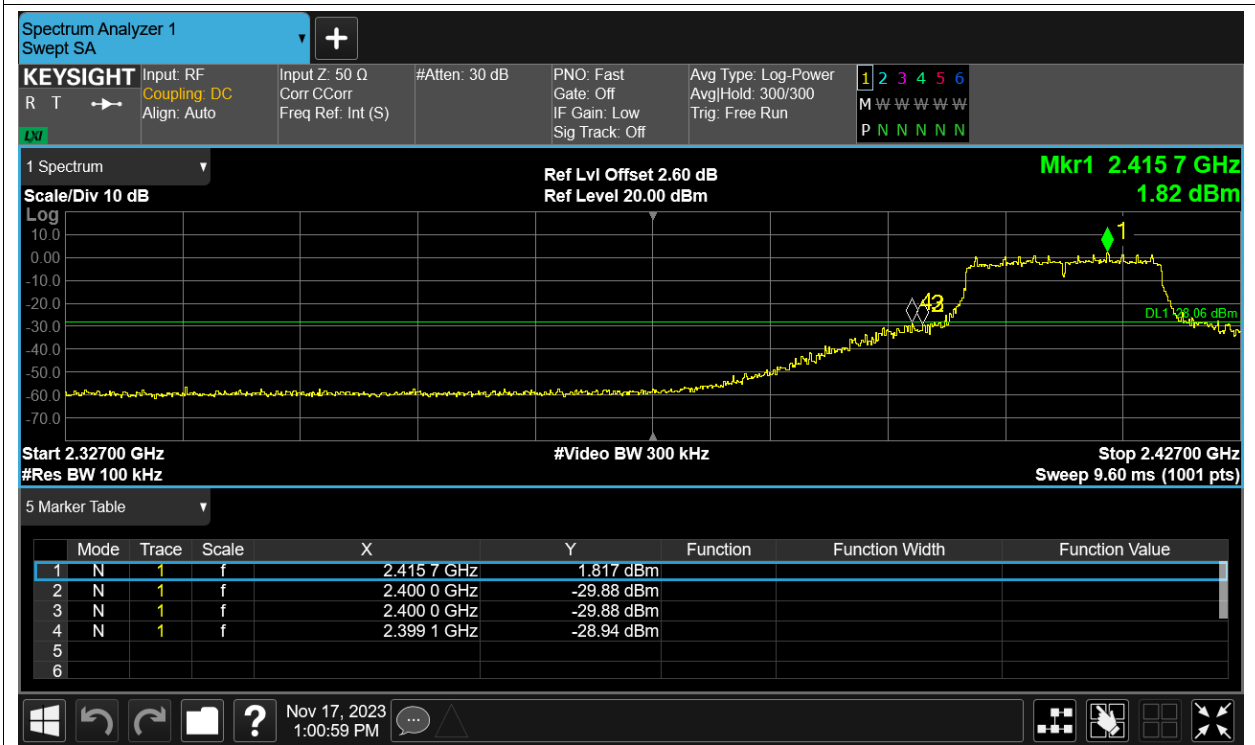 Spectrum Analyzer 1
Swept SA
KEYSIGHT
R T
LXI
Input: RF
Coupling: DC
Align: Auto
Input Z: 50 Ω
Corr CCorr
Freq Ref: Int (S)
#Atten: 30 dB
PNO: Fast
Gate: Off
IF Gain: Low
Sig Track: Off
Avg Type: Log-Power
Avg|Hold: 300/300
Trig: Free Run
1 2 3 4 5 6
M W W W W W
P N N N N N
1 Spectrum
Scale/Div 10 dB
Ref Lvl Offset 2.60 dB
Ref Level 20.00 dBm
Mkr1 2.415 7 GHz
1.82 dBm
Log
10.0
0.00
-10.0
-20.0
-30.0
-40.0
-50.0
-60.0
-70.0
1
4
DL1 -28.06 dBm
Start 2.32700 GHz
#Res BW 100 kHz
#Video BW 300 kHz
Stop 2.42700 GHz
Sweep 9.60 ms (1001 pts)
5 Marker Table
Mode Trace Scale X Y Function Function Width Function Value
1 N 1 f 2.415 7 GHz 1.817 dBm
2 N 1 f 2.400 0 GHz -29.88 dBm
3 N 1 f 2.400 0 GHz -29.88 dBm
4 N 1 f 2.399 1 GHz -28.94 dBm
5
6
?
Nov 17, 2023
1:00:59 PM